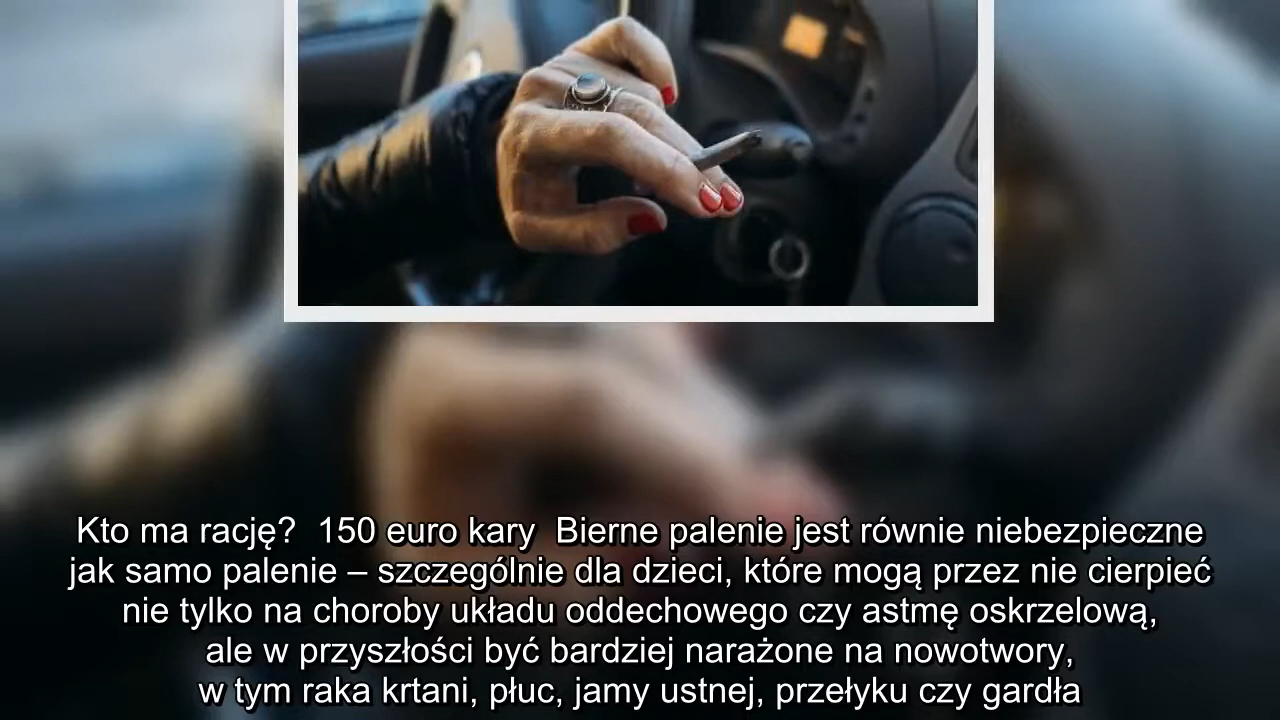 Kto ma rację?  150 euro kary  Bierne palenie jest równie niebezpieczne
jak samo palenie – szczególnie dla dzieci, które mogą przez nie cierpieć
nie tylko na choroby układu oddechowego czy astmę oskrzelową,
ale w przyszłości być bardziej narażone na nowotwory,
w tym raka krtani, płuc, jamy ustnej, przełyku czy gardła